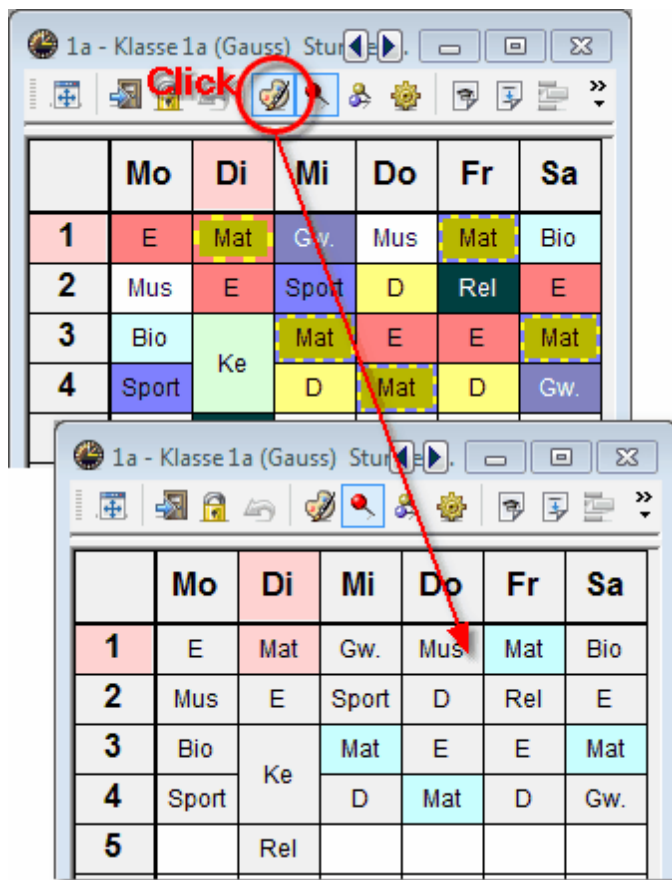 1a - Klasse 1a (Gauss) Stun
Click
Mo Di Mi Do Fr Sa
1 E Mat Gw. Mus Mat Bio
2 Mus E Sport D Rel E
3 Bio Ke Mat E E Mat
4 Sport D Mat D Gw.
1a - Klasse 1a (Gauss) Stun
Mo Di Mi Do Fr Sa
1 E Mat Gw. Mus Mat Bio
2 Mus E Sport D Rel E
3 Bio Ke Mat E E Mat
4 Sport D Mat D Gw.
5 Rel